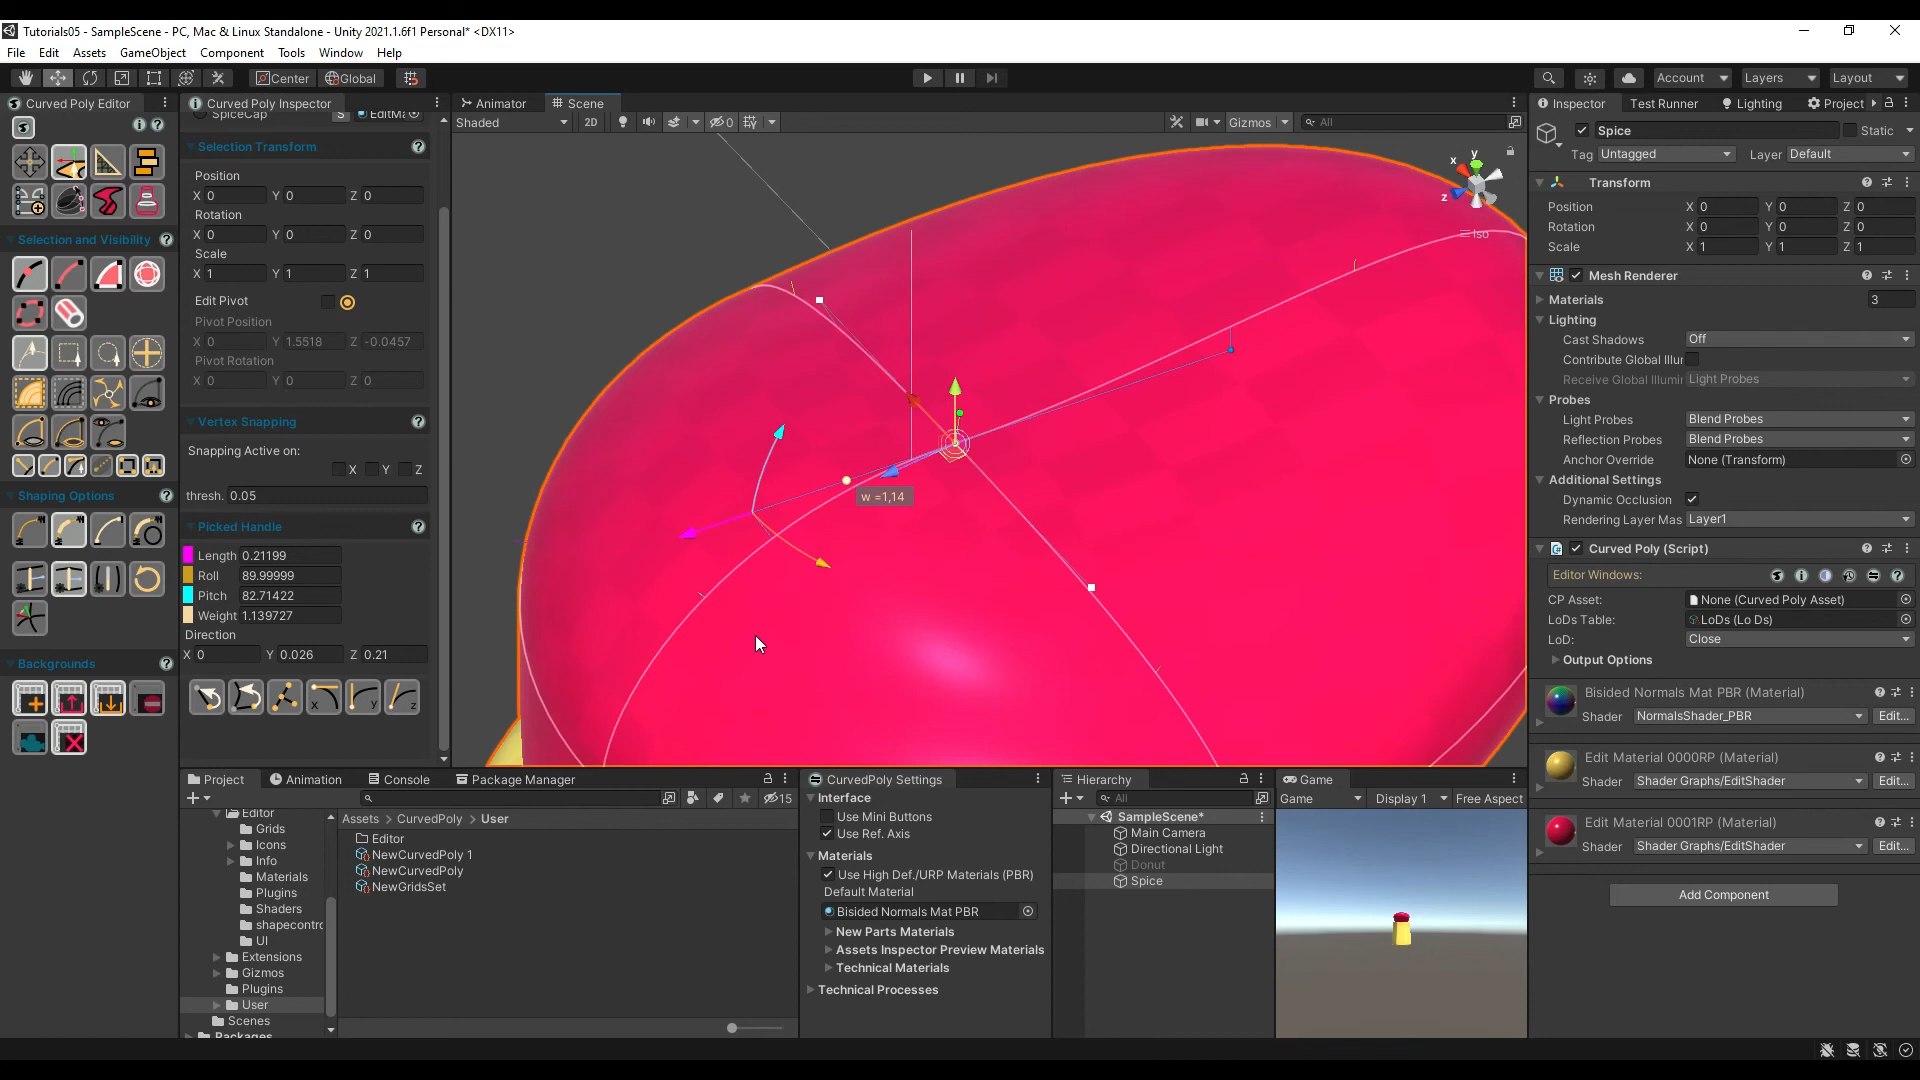 Tutorials05 - SampleScene - PC, Mac & Linux Standalone - Unity 2021.1.6f1 Personal* <DX11>
File Edit Assets GameObject Component Tools Window Help
Center Global Account Layers Layout
Curved Poly Editor
Selection and Visibility
Shaping Options
Backgrounds
Curved Poly Inspector
SpiceCap S EditMa
Selection Transform
Position
X 0 Y 0 Z 0
Rotation
X 0 Y 0 Z 0
Scale
X 1 Y 1 Z 1
Edit Pivot
Pivot Position
X 0 Y 1.5518 Z -0.0457
Pivot Rotation
X 0 Y 0 Z 0
Vertex Snapping
Snapping Active on:
X Y Z
thresh. 0.05
Picked Handle
Length 0.21199
Roll 89.99999
Pitch 82.71422
Weight 1.139727
Direction
X 0 Y 0.026 Z 0.21
x y z
Animator Scene
Shaded 2D 0 Gizmos All
y
x
z
Iso
w =1,14
Inspector Test Runner Lighting Project
Spice Static
Tag Untagged Layer Default
Transform
Position X 0 Y 0 Z 0
Rotation X 0 Y 0 Z 0
Scale X 1 Y 1 Z 1
Mesh Renderer
Materials 3
Lighting
Cast Shadows Off
Contribute Global Illur
Receive Global Illumir Light Probes
Probes
Light Probes Blend Probes
Reflection Probes Blend Probes
Anchor Override None (Transform)
Additional Settings
Dynamic Occlusion
Rendering Layer Mas Layer1
Curved Poly (Script)
Editor Windows:
CP Asset: None (Curved Poly Asset)
LoDs Table: LoDs (Lo Ds)
LoD: Close
Output Options
Bisided Normals Mat PBR (Material)
Shader NormalsShader_PBR Edit...
Edit Material 0000RP (Material)
Shader Shader Graphs/EditShader Edit...
Edit Material 0001RP (Material)
Shader Shader Graphs/EditShader Edit...
Add Component
Project Animation Console Package Manager
15
Editor
Grids
Icons
Info
Materials
Plugins
Shaders
shapecontro
UI
Extensions
Gizmos
Plugins
User
Scenes
Packages
Assets > CurvedPoly > User
Editor
NewCurvedPoly 1
NewCurvedPoly
NewGridsSet
CurvedPoly Settings
Interface
Use Mini Buttons
Use Ref. Axis
Materials
Use High Def./URP Materials (PBR)
Default Material
Bisided Normals Mat PBR
New Parts Materials
Assets Inspector Preview Materials
Technical Materials
Technical Processes
Hierarchy
All
SampleScene*
Main Camera
Directional Light
Donut
Spice
Game
Game Display 1 Free Aspect